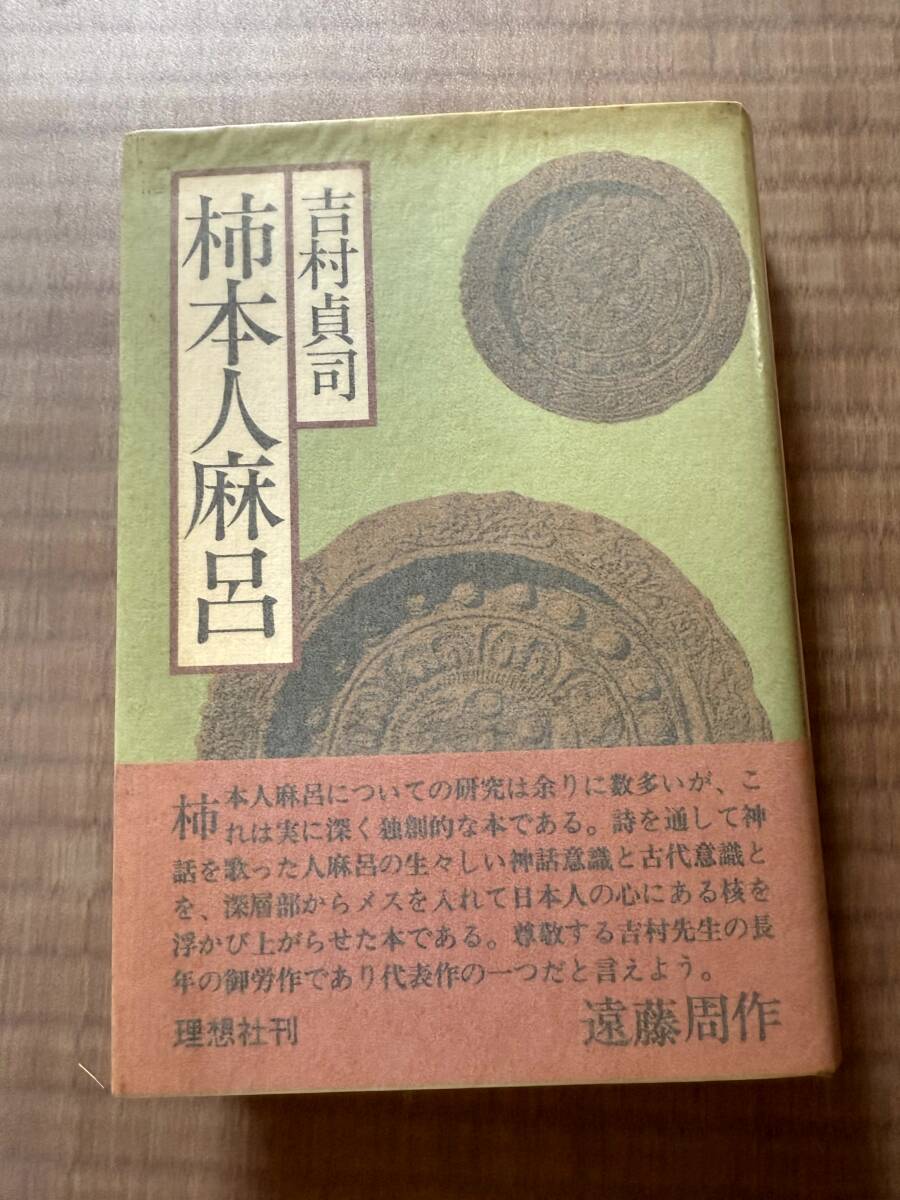 吉村貞司
柿本人麻呂
柿本人麻呂についての研究は余りに数多いが、こ
れは実に深く独創的な本である。詩を通して神
話を歌った人麻呂の生々しい神話意識と古代意識と
を、深層部からメスを入れて日本人の心にある核を
浮かび上がらせた本である。尊敬する吉村先生の長
年の御労作であり代表作の一つだと言えよう。
遠藤周作
理想社刊